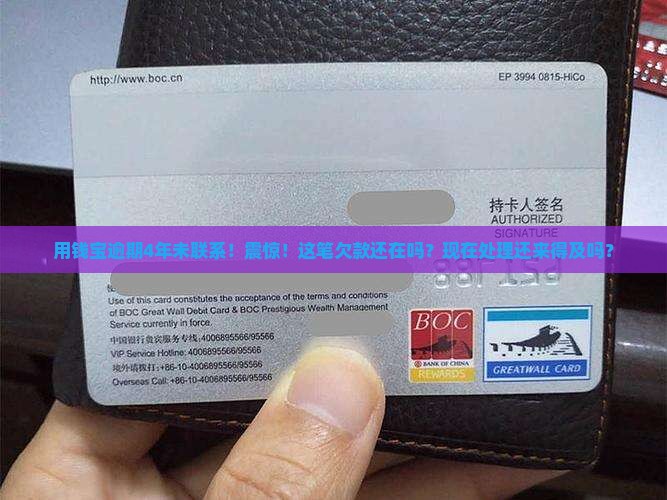 http://www.boc.cn
EP 3994 0815-HiCo
持卡人签名
AUTHORIZED
SIGNATURE
用钱宝逾期4年未联系！震惊！这笔欠款还在吗？现在处理还来得及吗？
Use of this card constitutes the acceptance of the terms and conditions
of BOC Great Wall Debit Card & BOC Prestigious Wealth Management
Service currently in force.
中国银行贵宾服务专线:4006895566/95566
VIP Service Hotline: 4006895566/95566
境外请拨打:+86-10-4006895566/95566
Overseas Call:+86-10-4006895566/95566
BOC
BANK OF CHINA
REWARDS
GREATWALL CARD